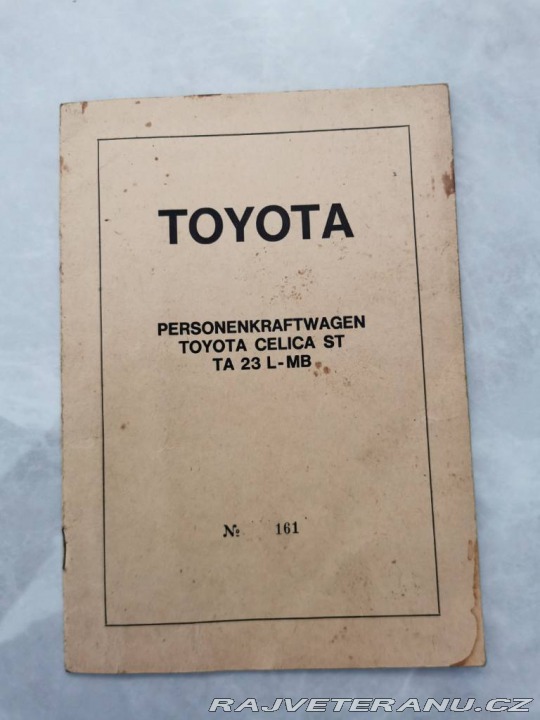 TOYOTA
PERSONENKRAFTWAGEN
TOYOTA CELICA ST
TA 23 L-MB
№ 161
RAJVETERANU.CZ